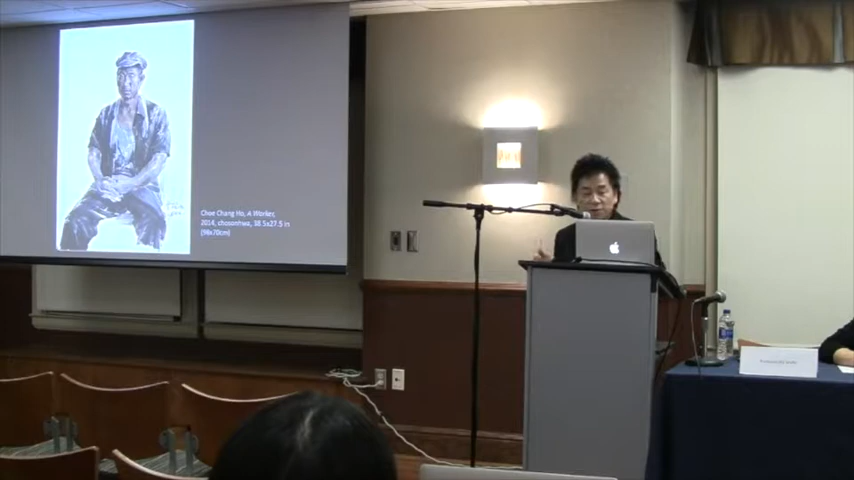 Choe Chang Ho, A Worker,
2014, chosonhwa, 38.5x27.5 in
[98x70cm]